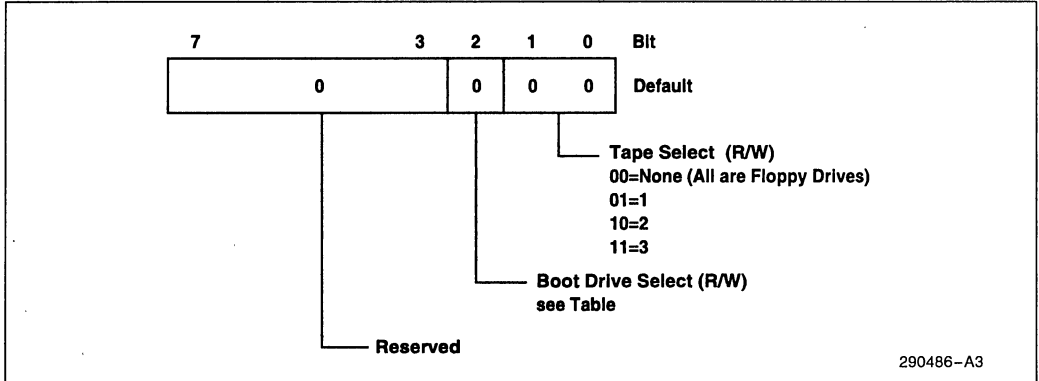 7 3 2 1 0 Bit
0 0 0 0 Default
Tape Select (R/W)
00=None (All are Floppy Drives)
01=1
10=2
11=3
Boot Drive Select (R/W)
see Table
Reserved
290486-A3